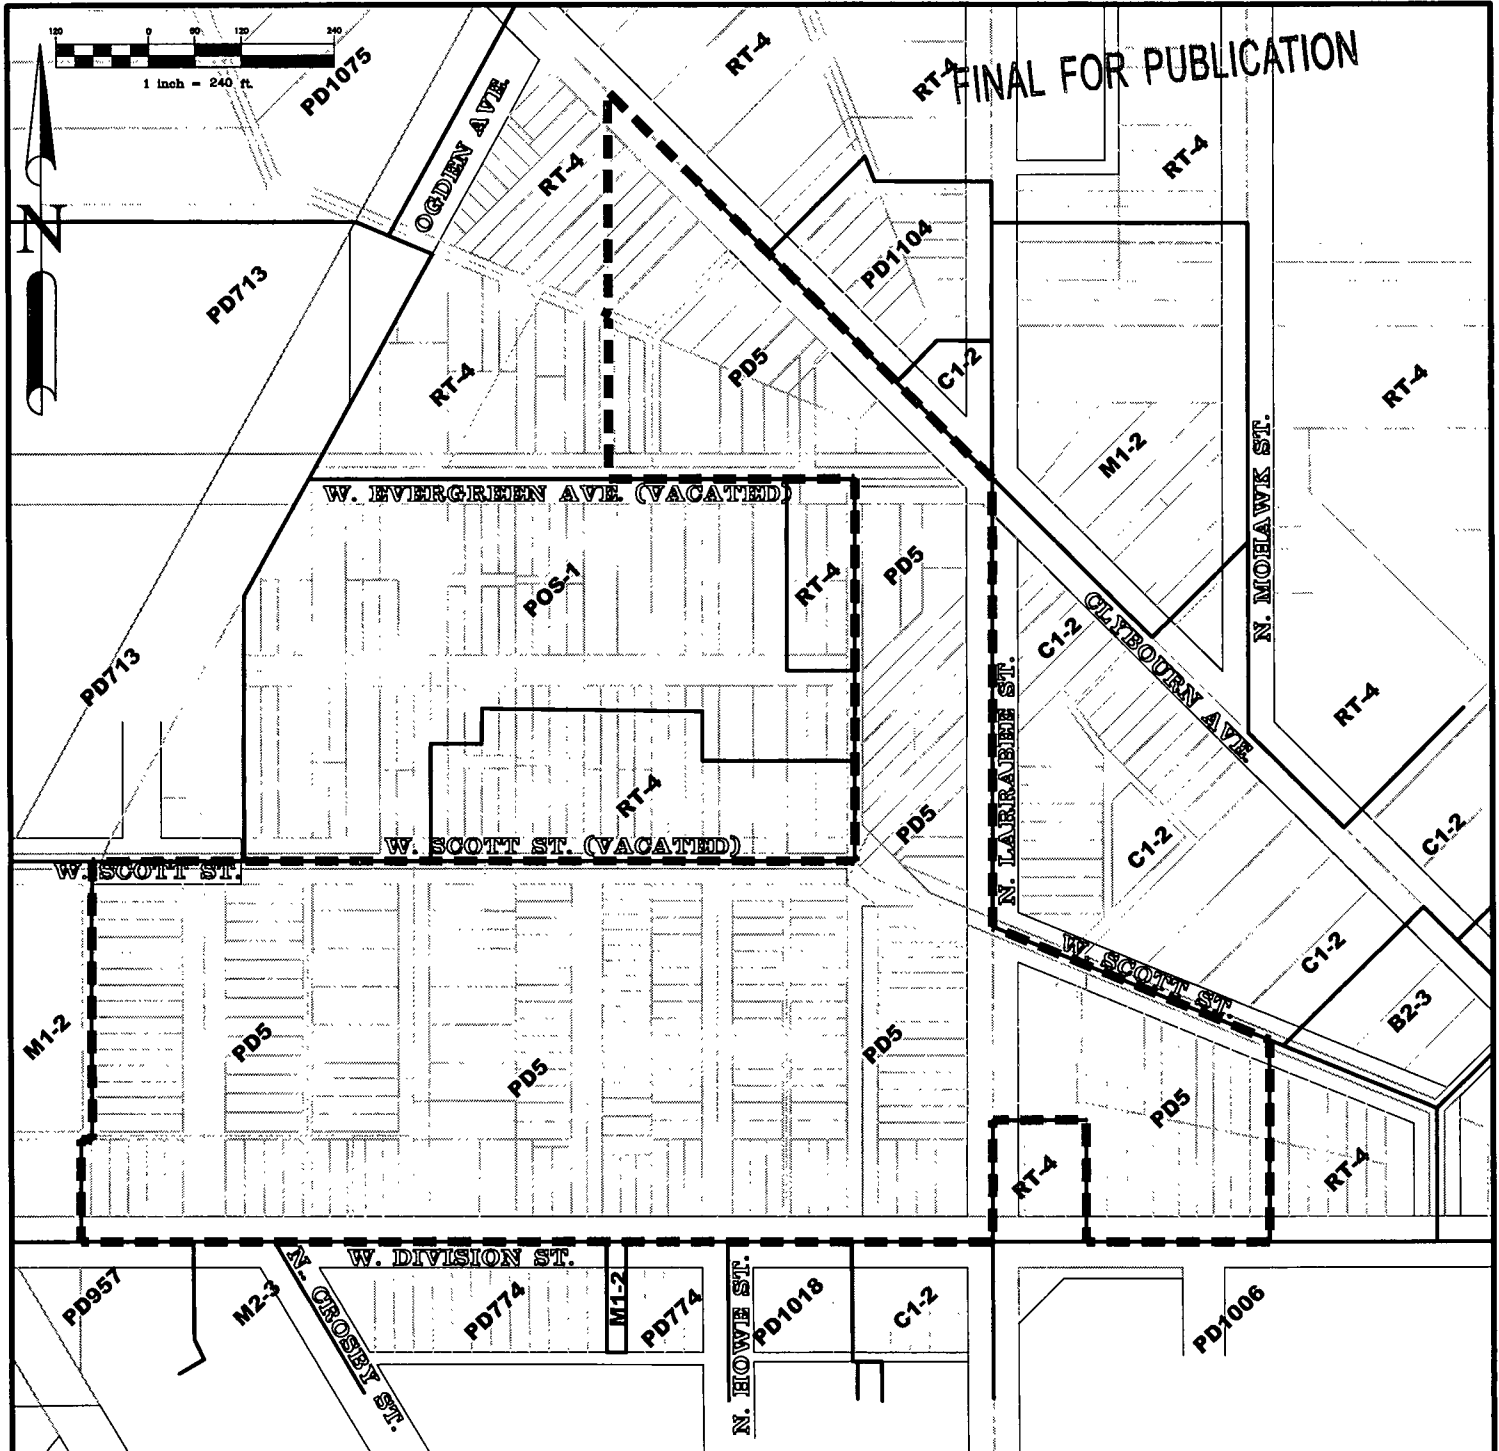 120 0 60 120 240
1 inch = 240 ft.
FINAL FOR PUBLICATION
N
PD1075
OGDEN AVE.
RT-4
RT-4
RT-4
RT-4
PD713
PD1104
RT-4
PD5
C1-2
RT-4
M1-2
N. MOHAWK ST.
W. EVERGREEN AVE. (VACATED)
POS-1
RT-4
PD5
C1-2
CLYBOURN AVE.
PD713
N. LARRABEE ST.
RT-4
RT-4
PD5
C1-2
C1-2
W. SCOTT ST. (VACATED)
W. SCOTT ST.
W. SCOTT ST.
C1-2
B2-3
M1-2
PD5
PD5
PD5
PD5
RT-4
RT-4
W. DIVISION ST.
PD957
M2-3
N. CROSBY ST.
PD774
M1-2
PD774
N. HOWE ST.
PD1018
C1-2
PD1006